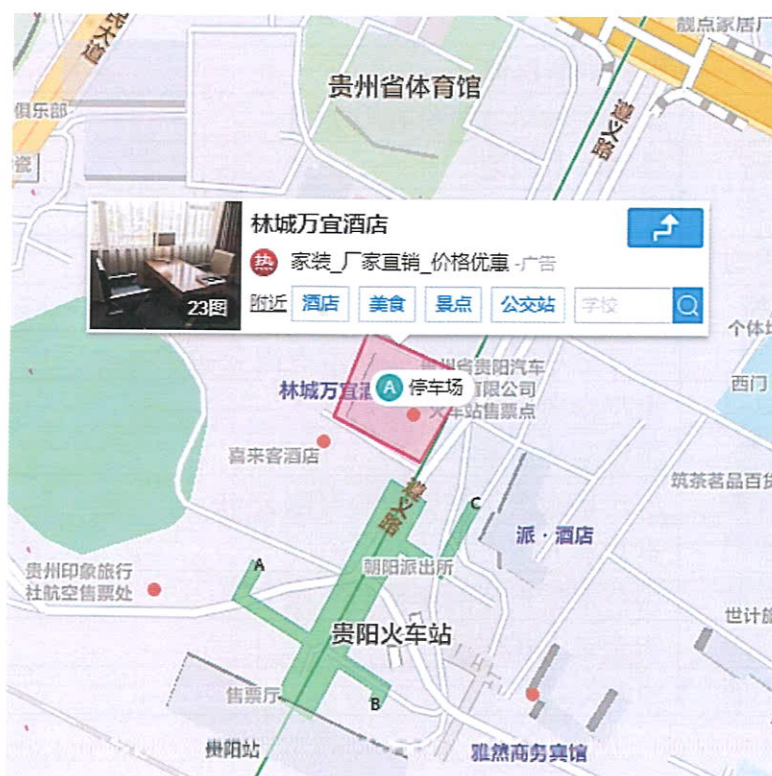 靓点家居广
民大道
贵州省体育馆
俱乐部
遵义路
瓷
林城万宜酒店
热 家装_厂家直销_价格优惠 -广告
23图
附近 酒店 美食 景点 公交站 学校
个体
州省贵阳汽车
林城万宜酒
A 停车场
有限公司
火车站售票点
西门
喜来客酒店
遵义路
筑茶茗品百货
C
派·酒店
A
贵州印象旅行
社航空售票处
朝阳派出所
贵阳火车站
世计旅
售票厅
B
贵阳站
雅然商务宾馆